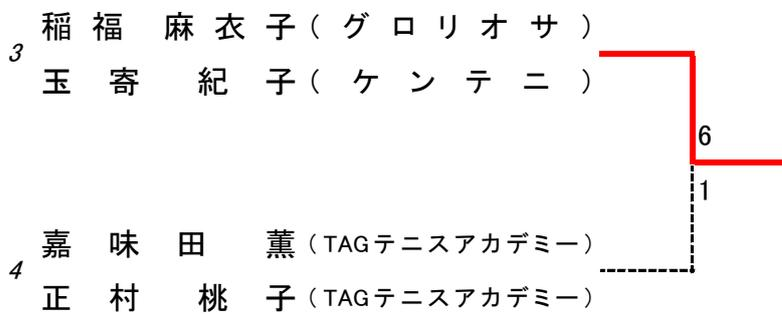 稲福 麻衣子(グロリオサ)
3
玉寄 紀子(ケンテニ)
6
1
嘉味田 薫(TAGテニスアカデミー)
4
正村 桃子(TAGテニスアカデミー)